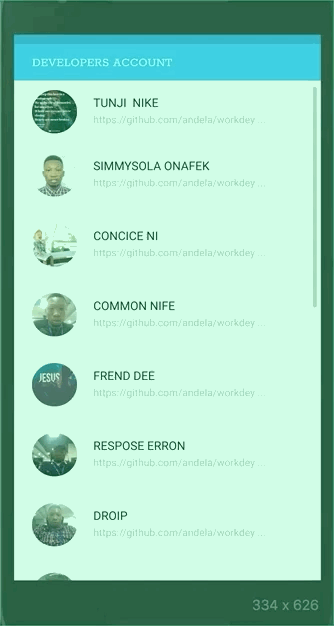 DEVELOPERS ACCOUNT
TUNJI NIKE
https://github.com/andela/workdey ...
SIMMYSOLA ONAFEK
https://github.com/andela/workdey ...
CONCICE NI
https://github.com/andela/workdey ...
COMMON NIFE
https://github.com/andela/workdey ...
JESUS
FREND DEE
https://github.com/andela/workdey ...
RESPOSE ERRON
https://github.com/andela/workdey ...
DROIP
https://github.com/andela/workdey ...
334 x 626